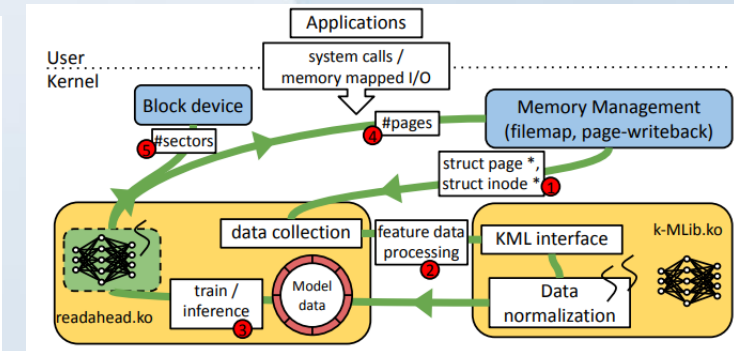 Applications
User
Kernel
system calls /
memory mapped I/O
Block device
#sectors
5
#pages
4
Memory Management
(filemap, page-writeback)
struct page *,
struct inode *
1
data collection
feature data
processing
2
KML interface
k-MLib.ko
Data
normalization
Model
data
train /
inference
3
readahead.ko